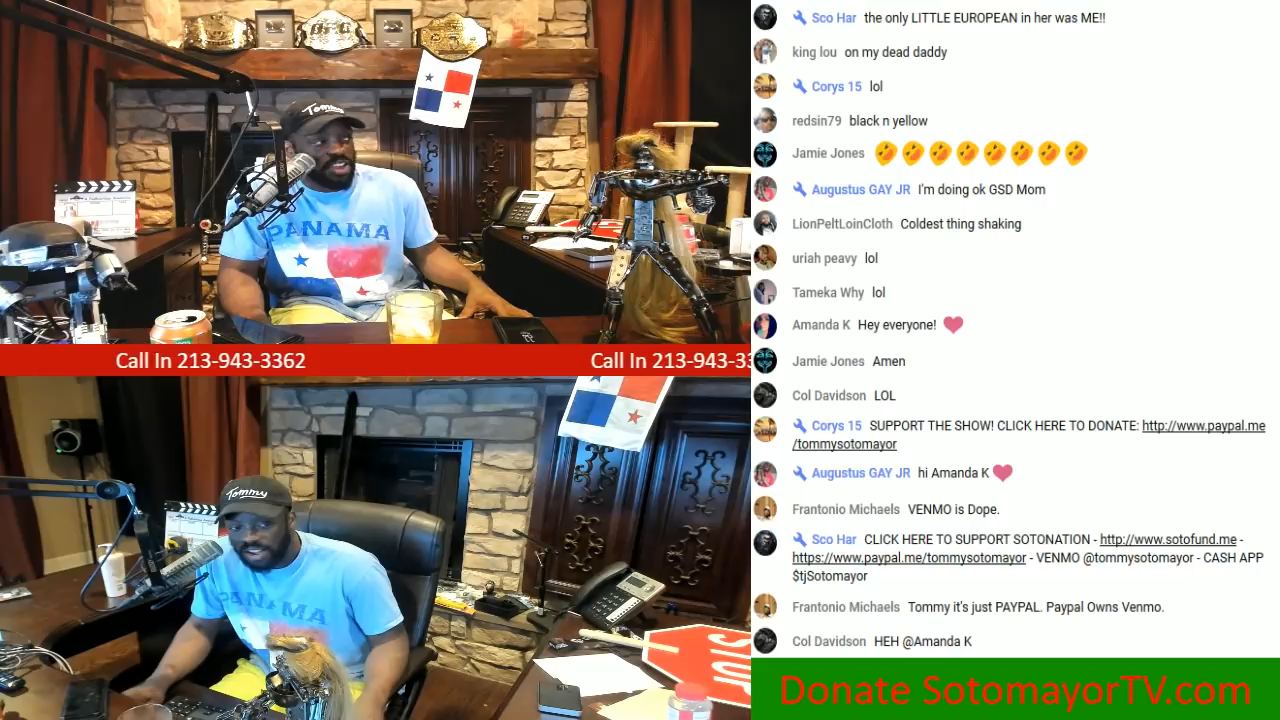 Tommy
PANAMA
Call In 213-943-3362
Call In 213-943-33
Tommy
PANAMA
STOP
Sco Har the only LITTLE EUROPEAN in her was ME!!
king lou on my dead daddy
Corys 15 lol
redsin79 black n yellow
Jamie Jones
Augustus GAY JR I'm doing ok GSD Mom
LionPeltLoinCloth Coldest thing shaking
uriah peavy lol
Tameka Why lol
Amanda K Hey everyone!
Jamie Jones Amen
Col Davidson LOL
Corys 15 SUPPORT THE SHOW! CLICK HERE TO DONATE: http://www.paypal.me
/tommysotomayor
Augustus GAY JR hi Amanda K
Frantonio Michaels VENMO is Dope.
Sco Har CLICK HERE TO SUPPORT SOTONATION - http://www.sotofund.me -
https://www.paypal.me/tommysotomayor - VENMO @tommysotomayor - CASH APP
$tjSotomayor
Frantonio Michaels Tommy it's just PAYPAL. Paypal Owns Venmo.
Col Davidson HEH @Amanda K
Donate SotomayorTV.com